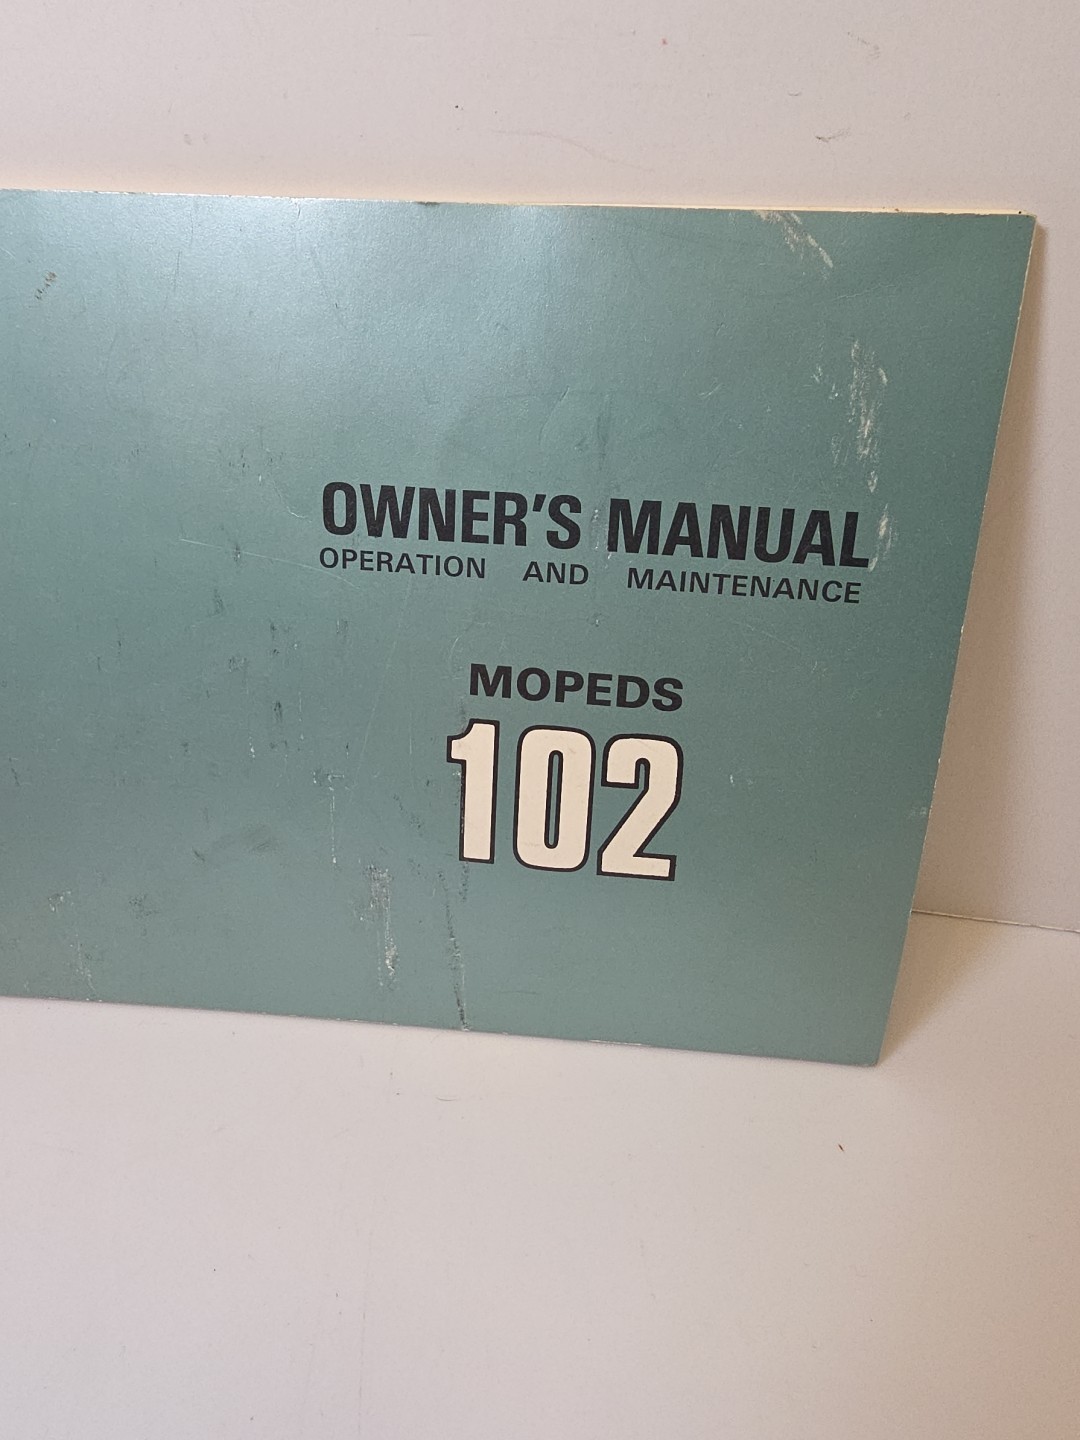 OWNER'S MANUAL
OPERATION AND MAINTENANCE
MOPEDS
102